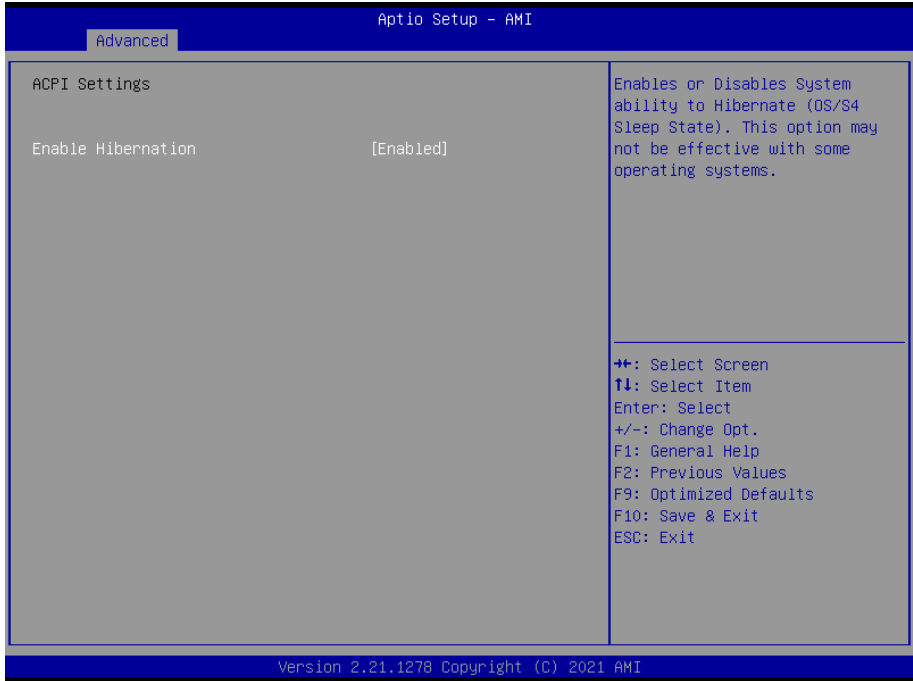 Aptio Setup – AMI
Advanced
ACPI Settings
Enable Hibernation [Enabled]
Enables or Disables System
ability to Hibernate (OS/S4
Sleep State). This option may
not be effective with some
operating systems.
→←: Select Screen
↑↓: Select Item
Enter: Select
+/-: Change Opt.
F1: General Help
F2: Previous Values
F9: Optimized Defaults
F10: Save & Exit
ESC: Exit
Version 2.21.1278 Copyright (C) 2021 AMI